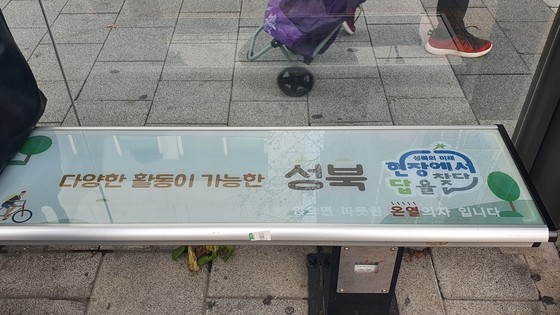 다양한 활동이 가능한 성북
성북의 미래
현장에서
답을 찾다
앉으면 따뜻한 온열의자 입니다